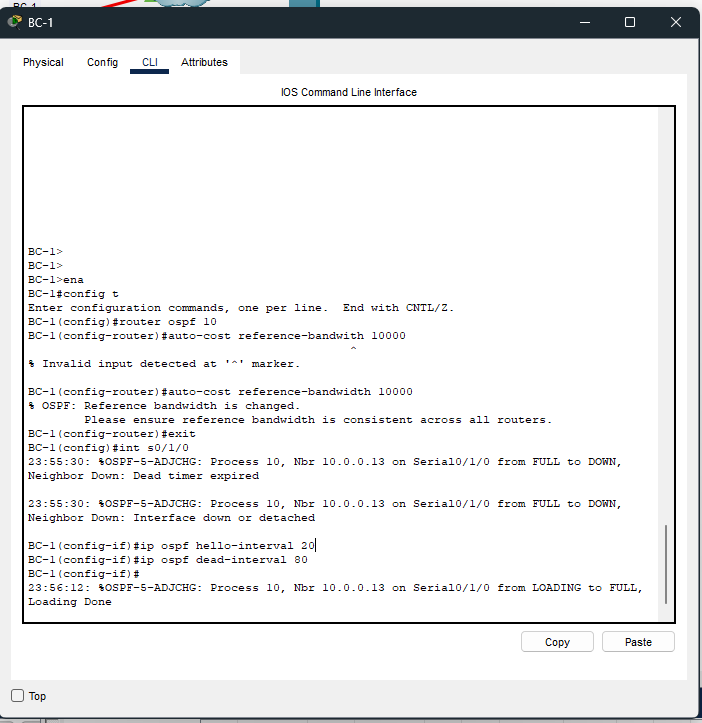 BC-1
BC-1
Physical Config CLI Attributes
IOS Command Line Interface
BC-1>
BC-1>
BC-1>ena
BC-1#config t
Enter configuration commands, one per line.  End with CNTL/Z.
BC-1(config)#router ospf 10
BC-1(config-router)#auto-cost reference-bandwith 10000
^
% Invalid input detected at '^' marker.
BC-1(config-router)#auto-cost reference-bandwidth 10000
% OSPF: Reference bandwidth is changed.
Please ensure reference bandwidth is consistent across all routers.
BC-1(config-router)#exit
BC-1(config)#int s0/1/0
23:55:30: %OSPF-5-ADJCHG: Process 10, Nbr 10.0.0.13 on Serial0/1/0 from FULL to DOWN,
Neighbor Down: Dead timer expired
23:55:30: %OSPF-5-ADJCHG: Process 10, Nbr 10.0.0.13 on Serial0/1/0 from FULL to DOWN,
Neighbor Down: Interface down or detached
BC-1(config-if)#ip ospf hello-interval 20
BC-1(config-if)#ip ospf dead-interval 80
BC-1(config-if)#
23:56:12: %OSPF-5-ADJCHG: Process 10, Nbr 10.0.0.13 on Serial0/1/0 from LOADING to FULL,
Loading Done
Copy Paste
Top